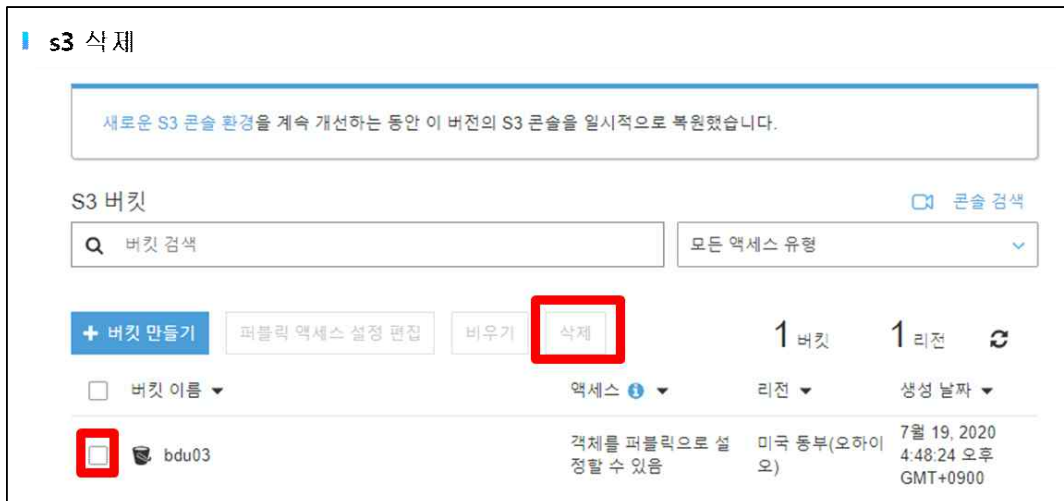 s3 삭제
새로운 S3 콘솔 환경을 계속 개선하는 동안 이 버전의 S3 콘솔을 일시적으로 복원했습니다.
S3 버킷
콘솔 검색
버킷 검색
모든 액세스 유형
+ 버킷 만들기
퍼블릭 액세스 설정 편집
비우기
삭제
1 버킷
1 리전
버킷 이름
액세스
리전
생성 날짜
bdu03
객체를 퍼블릭으로 설
정할 수 있음
미국 동부(오하이
오)
7월 19, 2020
4:48:24 오후
GMT+0900